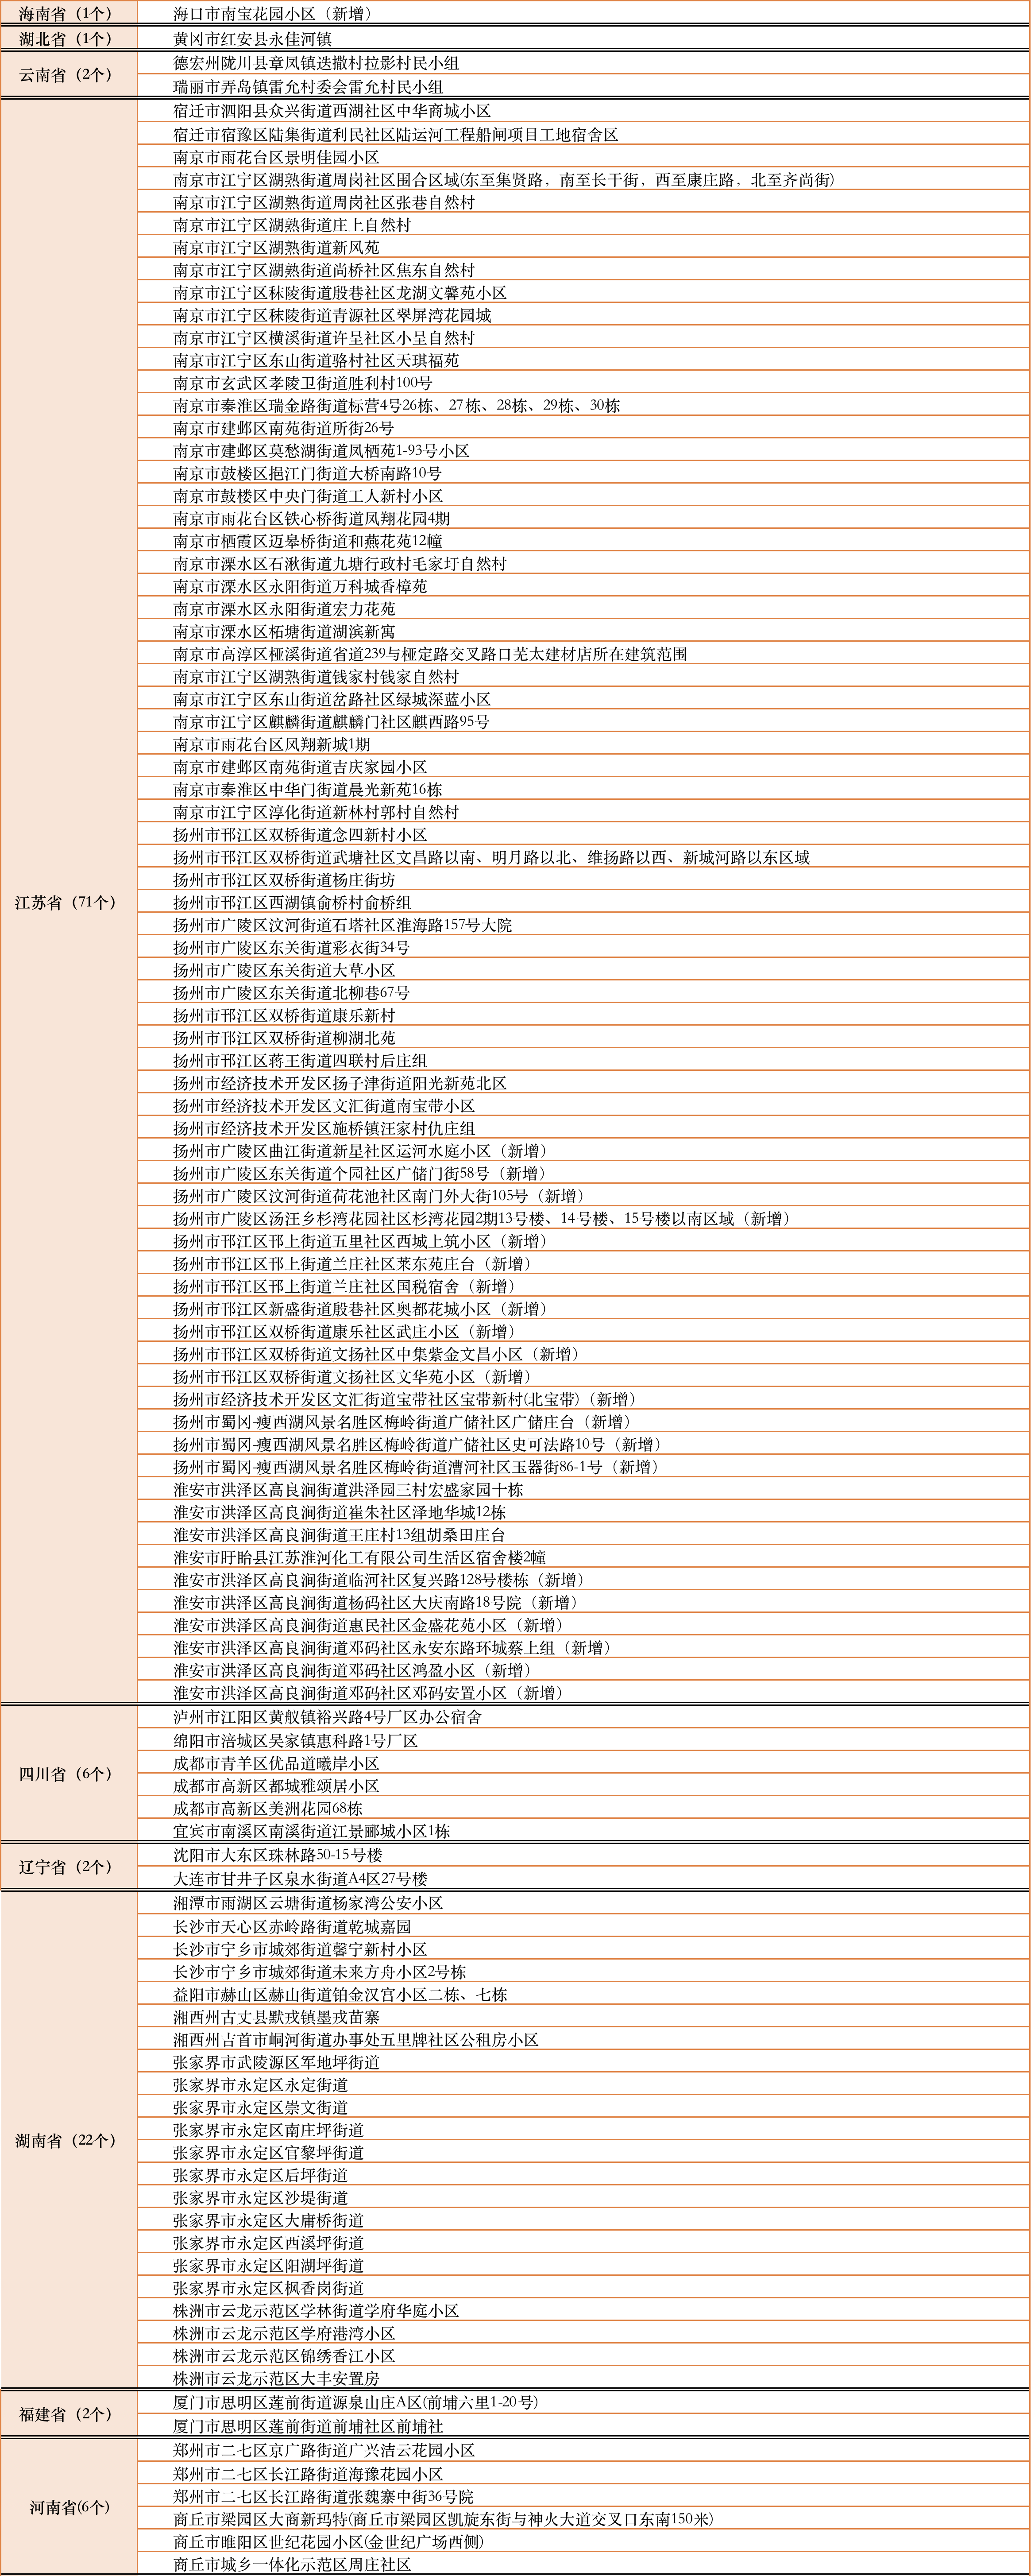 海南省（1个）
海口市南宝花园小区（新增）
湖北省（1个）
黄冈市红安县永佳河镇
云南省（2个）
德宏州陇川县章凤镇迭撒村拉影村民小组
瑞丽市弄岛镇雷允村委会雷允村民小组
江苏省（71个）
宿迁市泗阳县众兴街道西湖社区中华商城小区
宿迁市宿豫区陆集街道利民社区陆运河工程船闸项目工地宿舍区
南京市雨花台区景明佳园小区
南京市江宁区湖熟街道周岗社区围合区域(东至集贤路，南至长干街，西至康庄路，北至齐尚街)
南京市江宁区湖熟街道周岗社区张巷自然村
南京市江宁区湖熟街道庄上自然村
南京市江宁区湖熟街道新风苑
南京市江宁区湖熟街道尚桥社区焦东自然村
南京市江宁区秣陵街道殷巷社区龙湖文馨苑小区
南京市江宁区秣陵街道青源社区翠屏湾花园城
南京市江宁区横溪街道许呈社区小呈自然村
南京市江宁区东山街道骆村社区天琪福苑
南京市玄武区孝陵卫街道胜利村100号
南京市秦淮区瑞金路街道标营4号26栋、27栋、28栋、29栋、30栋
南京市建邺区南苑街道所街26号
南京市建邺区莫愁湖街道凤栖苑1-93号小区
南京市鼓楼区挹江门街道大桥南路10号
南京市鼓楼区中央门街道工人新村小区
南京市雨花台区铁心桥街道凤翔花园4期
南京市栖霞区迈皋桥街道和燕花苑12幢
南京市溧水区石湫街道九塘行政村毛家圩自然村
南京市溧水区永阳街道万科城香樟苑
南京市溧水区永阳街道宏力花苑
南京市溧水区柘塘街道湖滨新寓
南京市高淳区桠溪街道省道239与桠定路交叉路口芜太建材店所在建筑范围
南京市江宁区湖熟街道钱家村钱家自然村
南京市江宁区东山街道岔路社区绿城深蓝小区
南京市江宁区麒麟街道麒麟门社区麒西路95号
南京市雨花台区凤翔新城1期
南京市建邺区南苑街道吉庆家园小区
南京市秦淮区中华门街道晨光新苑16栋
南京市江宁区淳化街道新林村郭村自然村
扬州市邗江区双桥街道念四新村小区
扬州市邗江区双桥街道武塘社区文昌路以南、明月路以北、维扬路以西、新城河路以东区域
扬州市邗江区双桥街道杨庄街坊
扬州市邗江区西湖镇俞桥村俞桥组
扬州市广陵区汶河街道石塔社区淮海路157号大院
扬州市广陵区东关街道彩衣街34号
扬州市广陵区东关街道大草小区
扬州市广陵区东关街道北柳巷67号
扬州市邗江区双桥街道康乐新村
扬州市邗江区双桥街道柳湖北苑
扬州市邗江区蒋王街道四联村后庄组
扬州市经济技术开发区扬子津街道阳光新苑北区
扬州市经济技术开发区文汇街道南宝带小区
扬州市经济技术开发区施桥镇汪家村仇庄组
扬州市广陵区曲江街道新星社区运河水庭小区（新增）
扬州市广陵区东关街道个园社区广储门街58号（新增）
扬州市广陵区汶河街道荷花池社区南门外大街105号（新增）
扬州市广陵区汤汪乡杉湾花园社区杉湾花园2期13号楼、14号楼、15号楼以南区域（新增）
扬州市邗江区邗上街道五里社区西城上筑小区（新增）
扬州市邗江区邗上街道兰庄社区莱东苑庄台（新增）
扬州市邗江区邗上街道兰庄社区国税宿舍（新增）
扬州市邗江区新盛街道殷巷社区奥都花城小区（新增）
扬州市邗江区双桥街道康乐社区武庄小区（新增）
扬州市邗江区双桥街道文扬社区中集紫金文昌小区（新增）
扬州市邗江区双桥街道文扬社区文华苑小区（新增）
扬州市经济技术开发区文汇街道宝带社区宝带新村(北宝带)（新增）
扬州市蜀冈-瘦西湖风景名胜区梅岭街道广储社区广储庄台（新增）
扬州市蜀冈-瘦西湖风景名胜区梅岭街道广储社区史可法路10号（新增）
扬州市蜀冈-瘦西湖风景名胜区梅岭街道漕河社区玉器街86-1号（新增）
淮安市洪泽区高良涧街道洪泽园三村宏盛家园十栋
淮安市洪泽区高良涧街道崔朱社区泽地华城12栋
淮安市洪泽区高良涧街道王庄村13组胡桑田庄台
淮安市盱眙县江苏淮河化工有限公司生活区宿舍楼2幢
淮安市洪泽区高良涧街道临河社区复兴路128号楼栋（新增）
淮安市洪泽区高良涧街道杨码社区大庆南路18号院（新增）
淮安市洪泽区高良涧街道惠民社区金盛花苑小区（新增）
淮安市洪泽区高良涧街道邓码社区永安东路环城蔡上组（新增）
淮安市洪泽区高良涧街道邓码社区鸿盈小区（新增）
淮安市洪泽区高良涧街道邓码社区邓码安置小区（新增）
四川省（6个）
泸州市江阳区黄舣镇裕兴路4号厂区办公宿舍
绵阳市涪城区吴家镇惠科路1号厂区
成都市青羊区优品道曦岸小区
成都市高新区都城雅颂居小区
成都市高新区美洲花园68栋
宜宾市南溪区南溪街道江景郦城小区1栋
辽宁省（2个）
沈阳市大东区珠林路50-15号楼
大连市甘井子区泉水街道A4区27号楼
湖南省（22个）
湘潭市雨湖区云塘街道杨家湾公安小区
长沙市天心区赤岭路街道乾城嘉园
长沙市宁乡市城郊街道馨宁新村小区
长沙市宁乡市城郊街道未来方舟小区2号栋
益阳市赫山区赫山街道铂金汉宫小区二栋、七栋
湘西州古丈县默戎镇墨戎苗寨
湘西州吉首市峒河街道办事处五里牌社区公租房小区
张家界市武陵源区军地坪街道
张家界市永定区永定街道
张家界市永定区崇文街道
张家界市永定区南庄坪街道
张家界市永定区官黎坪街道
张家界市永定区后坪街道
张家界市永定区沙堤街道
张家界市永定区大庸桥街道
张家界市永定区西溪坪街道
张家界市永定区阳湖坪街道
张家界市永定区枫香岗街道
株洲市云龙示范区学林街道学府华庭小区
株洲市云龙示范区学府港湾小区
株洲市云龙示范区锦绣香江小区
株洲市云龙示范区大丰安置房
福建省（2个）
厦门市思明区莲前街道源泉山庄A区(前埔六里1-20号)
厦门市思明区莲前街道前埔社区前埔社
河南省(6个)
郑州市二七区京广路街道广兴洁云花园小区
郑州市二七区长江路街道海豫花园小区
郑州市二七区长江路街道张魏寨中街36号院
商丘市梁园区大商新玛特(商丘市梁园区凯旋东街与神火大道交叉口东南150米)
商丘市睢阳区世纪花园小区(金世纪广场西侧)
商丘市城乡一体化示范区周庄社区